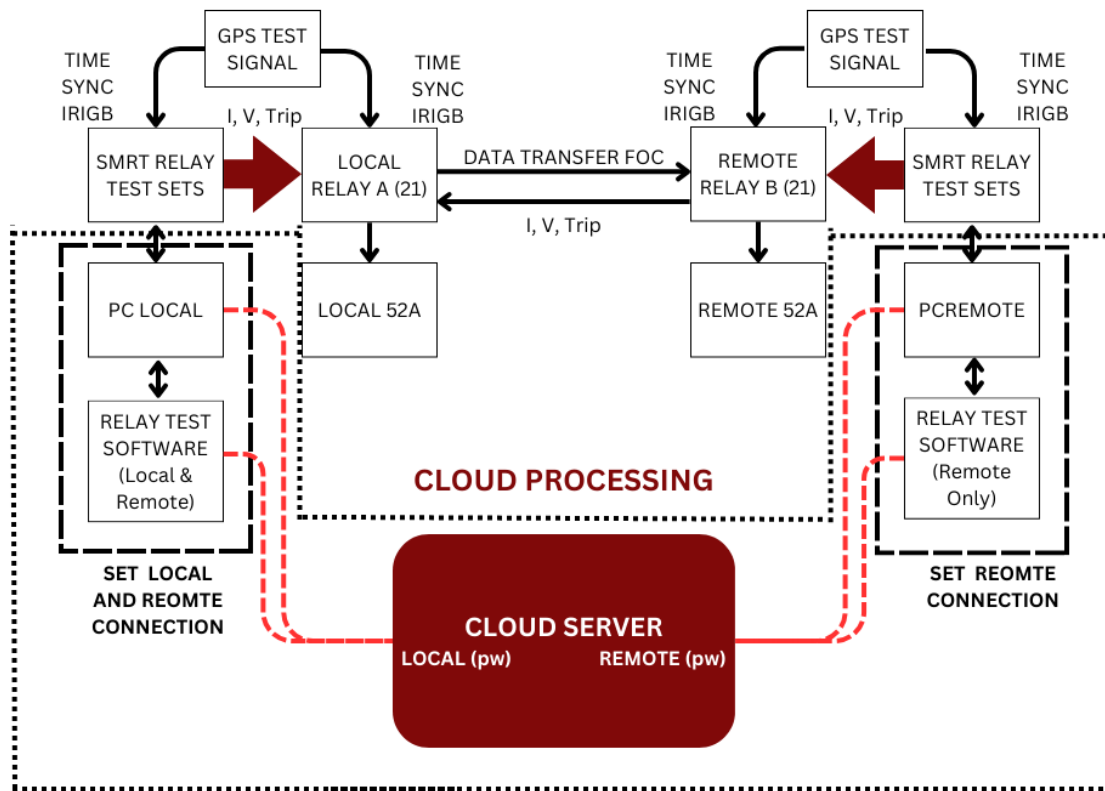 GPS TEST
SIGNAL
GPS TEST
SIGNAL
TIME
SYNC
IRIGB
TIME
SYNC
IRIGB
TIME
SYNC
IRIGB
TIME
SYNC
IRIGB
I, V, Trip
I, V, Trip
SMRT RELAY
TEST SETS
LOCAL
RELAY A (21)
DATA TRANSFER FOC
I, V, Trip
REMOTE
RELAY B (21)
SMRT RELAY
TEST SETS
PC LOCAL
LOCAL 52A
REMOTE 52A
PCREMOTE
RELAY TEST
SOFTWARE
(Local &
Remote)
CLOUD PROCESSING
RELAY TEST
SOFTWARE
(Remote
Only)
SET LOCAL
AND REOMTE
CONNECTION
SET REOMTE
CONNECTION
CLOUD SERVER
LOCAL (pw)
REMOTE (pw)